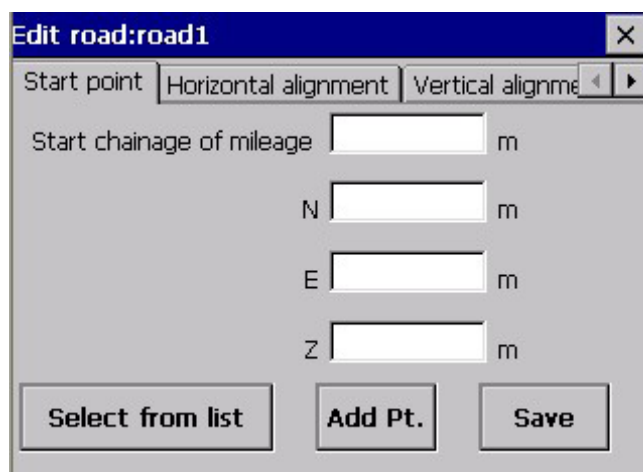 Edit road:road1
Start point Horizontal alignment Vertical alignme
Start chainage of mileage m
N m
E m
Z m
Select from list Add Pt. Save